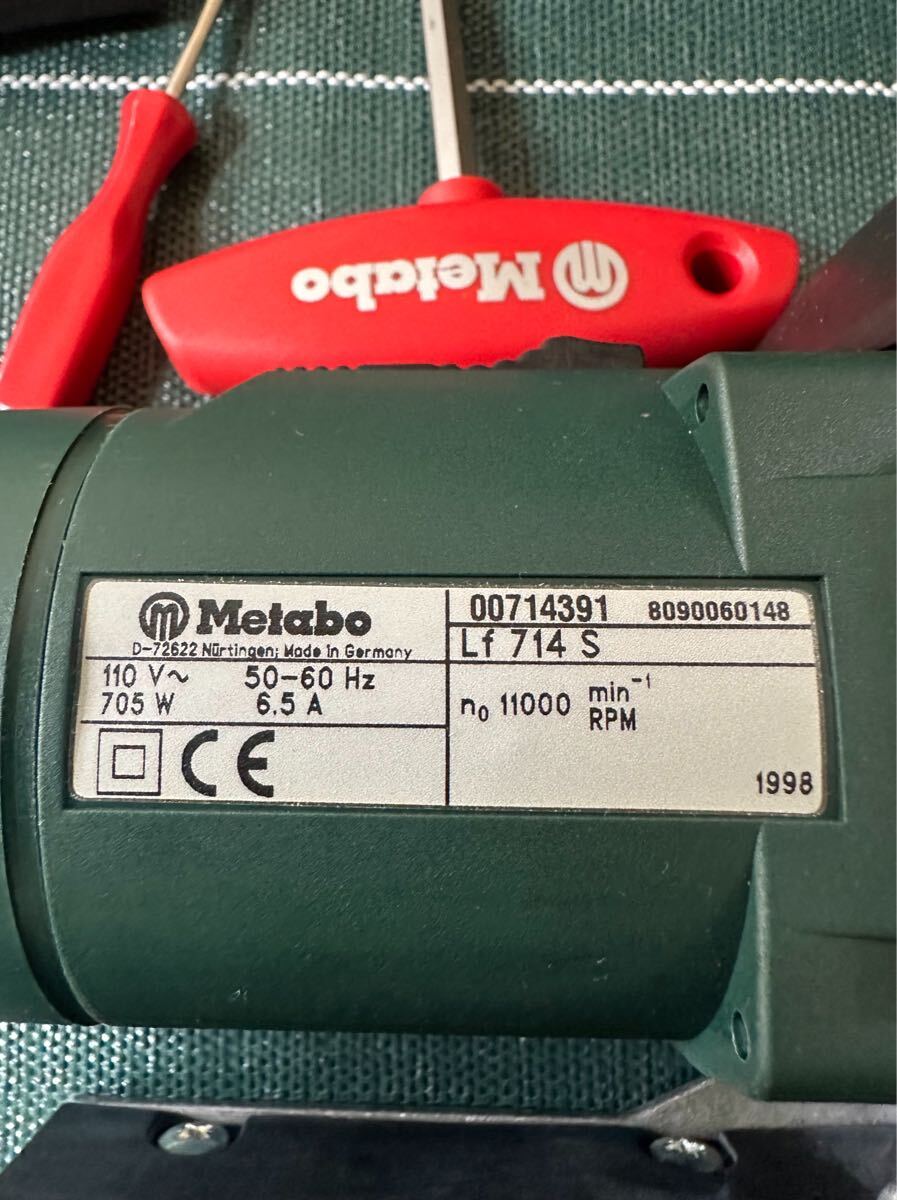 Metabo
Metabo
D-72622 Nürtingen; Made in Germany
110 V~ 50-60 Hz
705 W 6.5 A
CE
00714391 8090060148
Lf 714 S
n₀ 11000 min⁻¹
RPM
1998